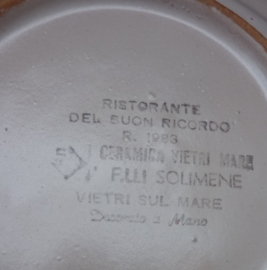 RISTORANTE
DEL BUON RICORDO
R. 1983
CERAMICA VIETRI MARE
F.LLI SOLIMENE
VIETRI SUL MARE
Decorato a Mano